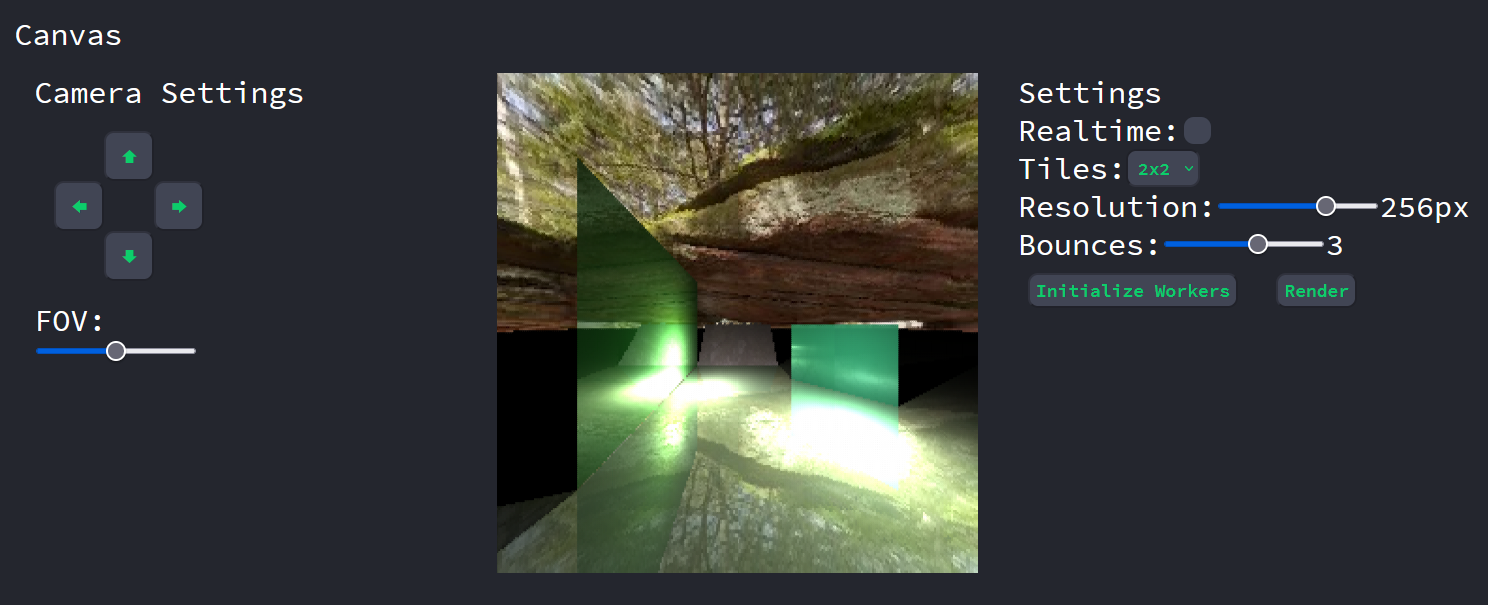 Canvas
Camera Settings
FOV:
Settings
Realtime:
Tiles: 2x2
Resolution: 256px
Bounces: 3
Initialize Workers Render